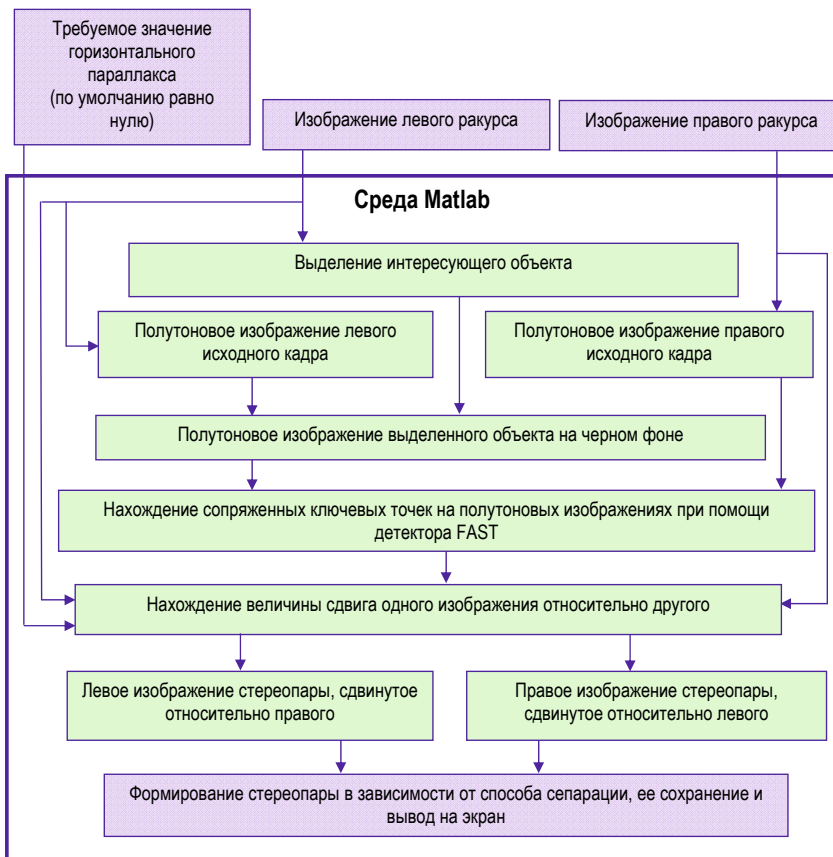 Требуемое значение
горизонтального
параллакса
(по умолчанию равно
нулю)
Изображение левого ракурса
Изображение правого ракурса
Среда Matlab
Выделение интересующего объекта
Полутоновое изображение левого
исходного кадра
Полутоновое изображение правого
исходного кадра
Полутоновое изображение выделенного объекта на черном фоне
Нахождение сопряженных ключевых точек на полутоновых изображениях при помощи
детектора FAST
Нахождение величины сдвига одного изображения относительно другого
Левое изображение стереопары, сдвинутое
относительно правого
Правое изображение стереопары,
сдвинутое относительно левого
Формирование стереопары в зависимости от способа сепарации, ее сохранение и
вывод на экран